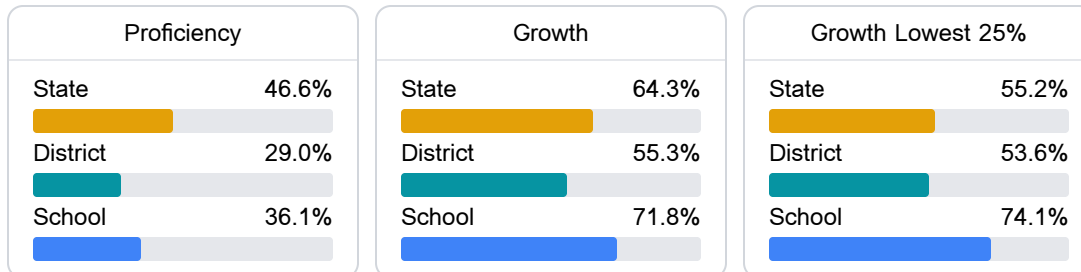 Proficiency
State 46.6%
District 29.0%
School 36.1%
Growth
State 64.3%
District 55.3%
School 71.8%
Growth Lowest 25%
State 55.2%
District 53.6%
School 74.1%